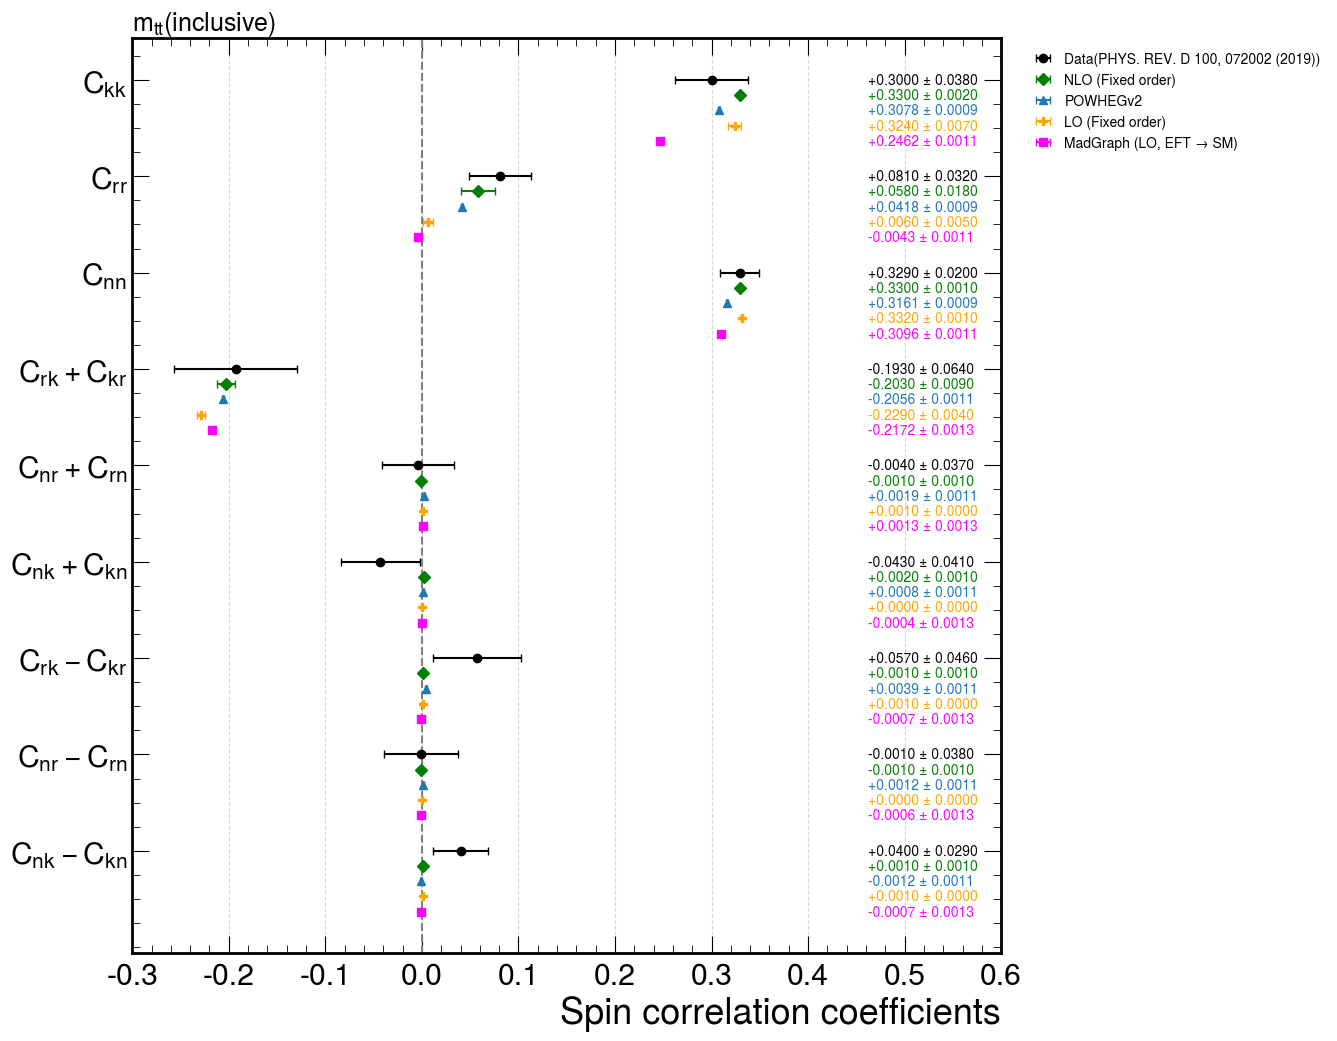 m_tt(inclusive)
Data(PHYS. REV. D 100, 072002 (2019))
NLO (Fixed order)
POWHEGv2
LO (Fixed order)
MadGraph (LO, EFT → SM)
C_kk
+0.3000 ± 0.0380
+0.3300 ± 0.0020
+0.3078 ± 0.0009
+0.3240 ± 0.0070
+0.2462 ± 0.0011
C_rr
+0.0810 ± 0.0320
+0.0580 ± 0.0180
+0.0418 ± 0.0009
+0.0060 ± 0.0050
-0.0043 ± 0.0011
C_nn
+0.3290 ± 0.0200
+0.3300 ± 0.0010
+0.3161 ± 0.0009
+0.3320 ± 0.0010
+0.3096 ± 0.0011
C_rk + C_kr
-0.1930 ± 0.0640
-0.2030 ± 0.0090
-0.2056 ± 0.0011
-0.2290 ± 0.0040
-0.2172 ± 0.0013
C_nr + C_rn
-0.0040 ± 0.0370
-0.0010 ± 0.0010
+0.0019 ± 0.0011
+0.0010 ± 0.0000
+0.0013 ± 0.0013
C_nk + C_kn
-0.0430 ± 0.0410
+0.0020 ± 0.0010
+0.0008 ± 0.0011
+0.0000 ± 0.0000
-0.0004 ± 0.0013
C_rk − C_kr
+0.0570 ± 0.0460
+0.0010 ± 0.0010
+0.0039 ± 0.0011
+0.0010 ± 0.0000
-0.0007 ± 0.0013
C_nr − C_rn
-0.0010 ± 0.0380
-0.0010 ± 0.0010
+0.0012 ± 0.0011
+0.0000 ± 0.0000
-0.0006 ± 0.0013
C_nk − C_kn
+0.0400 ± 0.0290
+0.0010 ± 0.0010
-0.0012 ± 0.0011
+0.0010 ± 0.0000
-0.0007 ± 0.0013
-0.3 -0.2 -0.1 0.0 0.1 0.2 0.3 0.4 0.5 0.6
Spin correlation coefficients